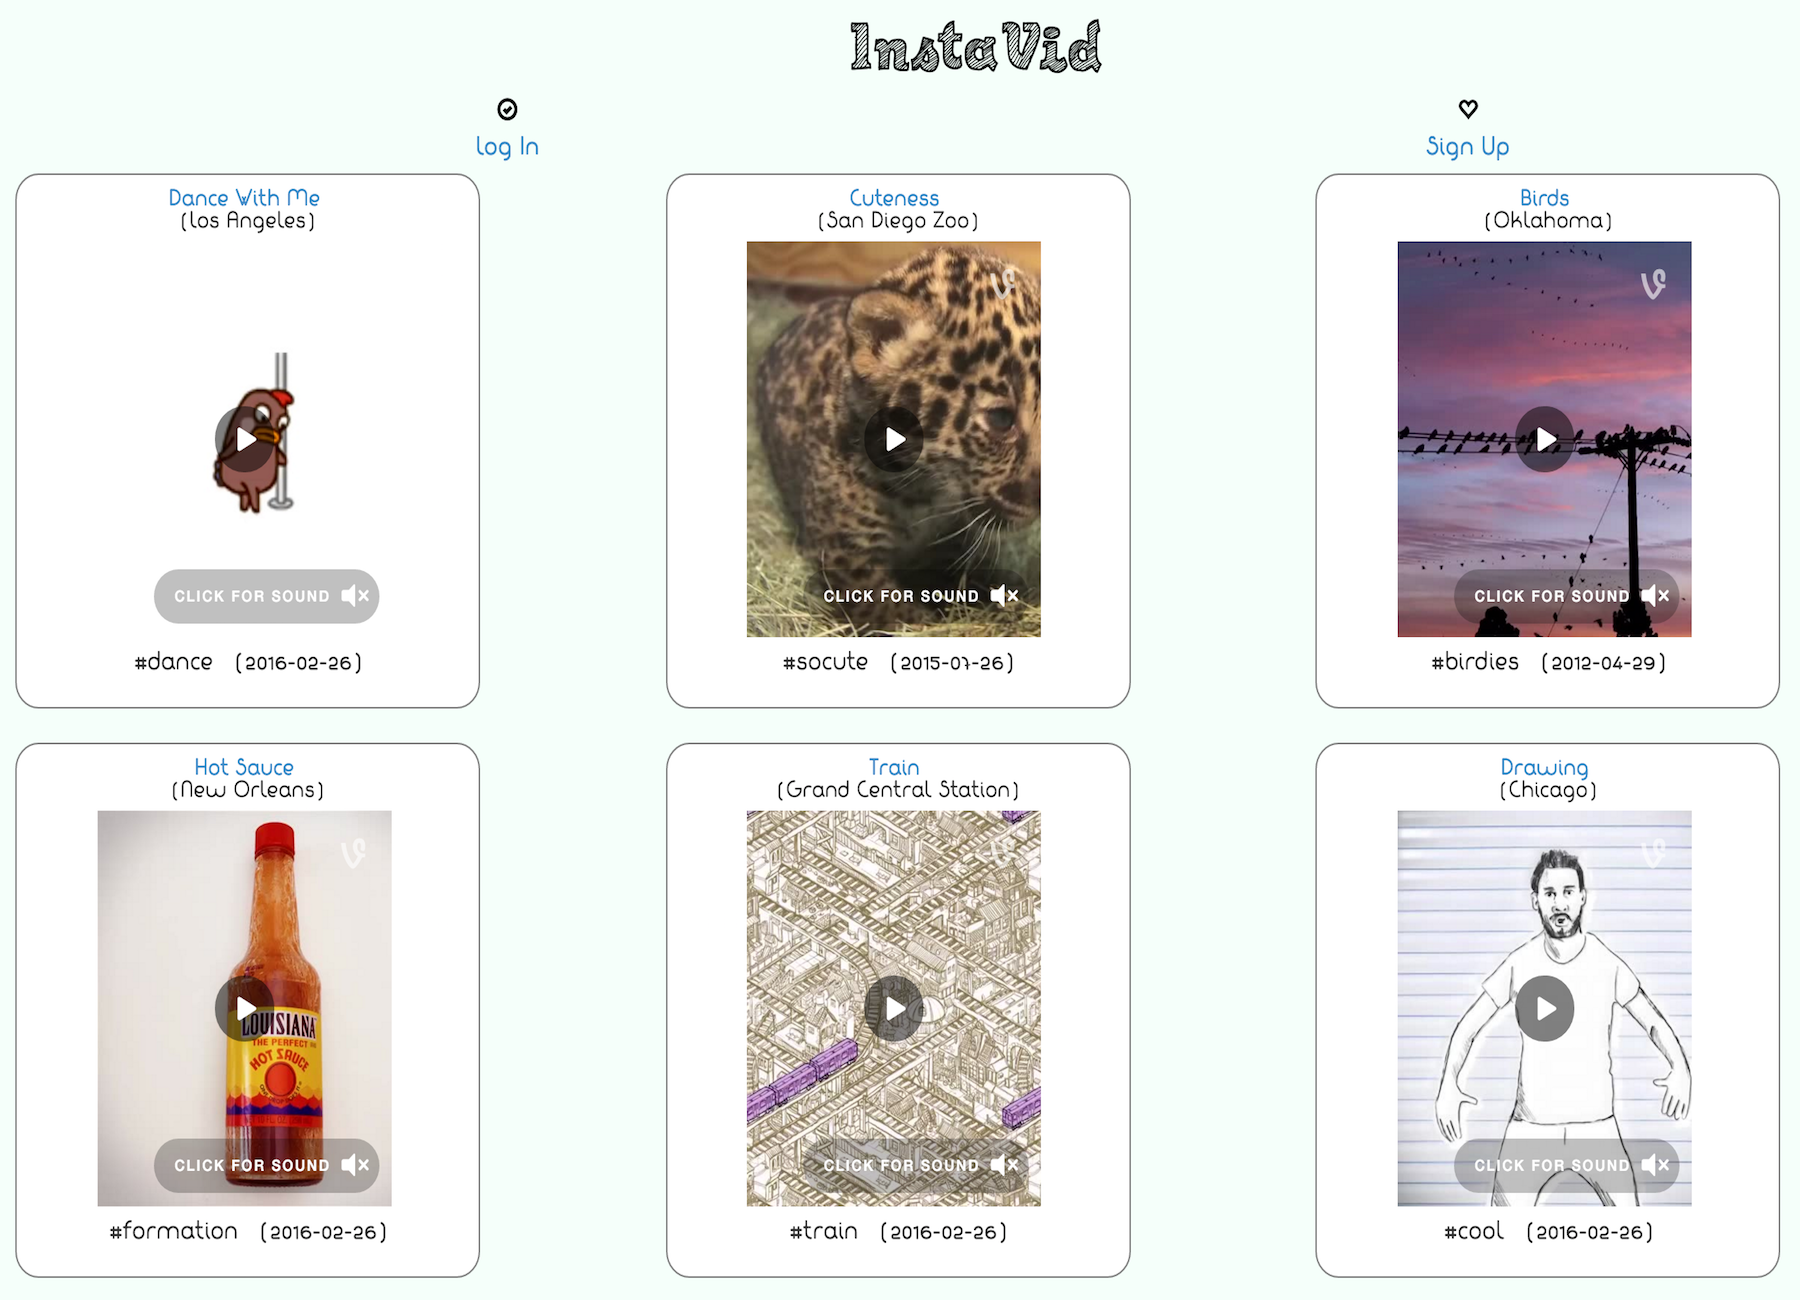 InstaVid
Log In
Sign Up
Dance With Me
(Los Angeles)
CLICK FOR SOUND
#dance (2016-02-26)
Cuteness
(San Diego Zoo)
CLICK FOR SOUND
#socute (2015-07-26)
Birds
(Oklahoma)
CLICK FOR SOUND
#birdies (2012-04-29)
Hot Sauce
(New Orleans)
LOUISIANA
THE PERFECT
HOT SAUCE
CLICK FOR SOUND
#formation (2016-02-26)
Train
(Grand Central Station)
CLICK FOR SOUND
#train (2016-02-26)
Drawing
(Chicago)
CLICK FOR SOUND
#cool (2016-02-26)